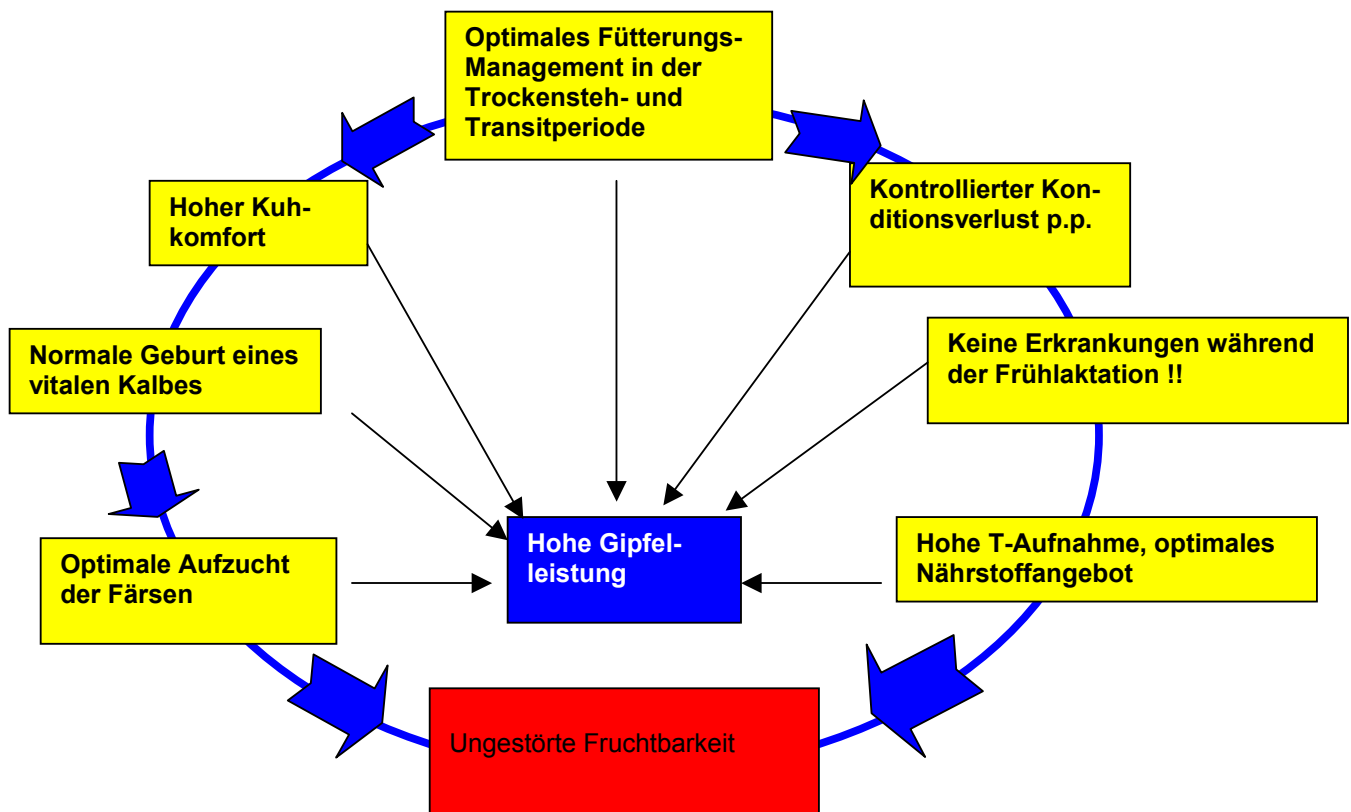 Optimales Fütterungs-
Management in der
Trockensteh- und
Transitperiode
Hoher Kuh-
komfort
Kontrollierter Kon-
ditionsverlust p.p.
Normale Geburt eines
vitalen Kalbes
Keine Erkrankungen während
der Frühlaktation !!
Hohe Gipfel-
leistung
Optimale Aufzucht
der Färsen
Hohe T-Aufnahme, optimales
Nährstoffangebot
Ungestörte Fruchtbarkeit